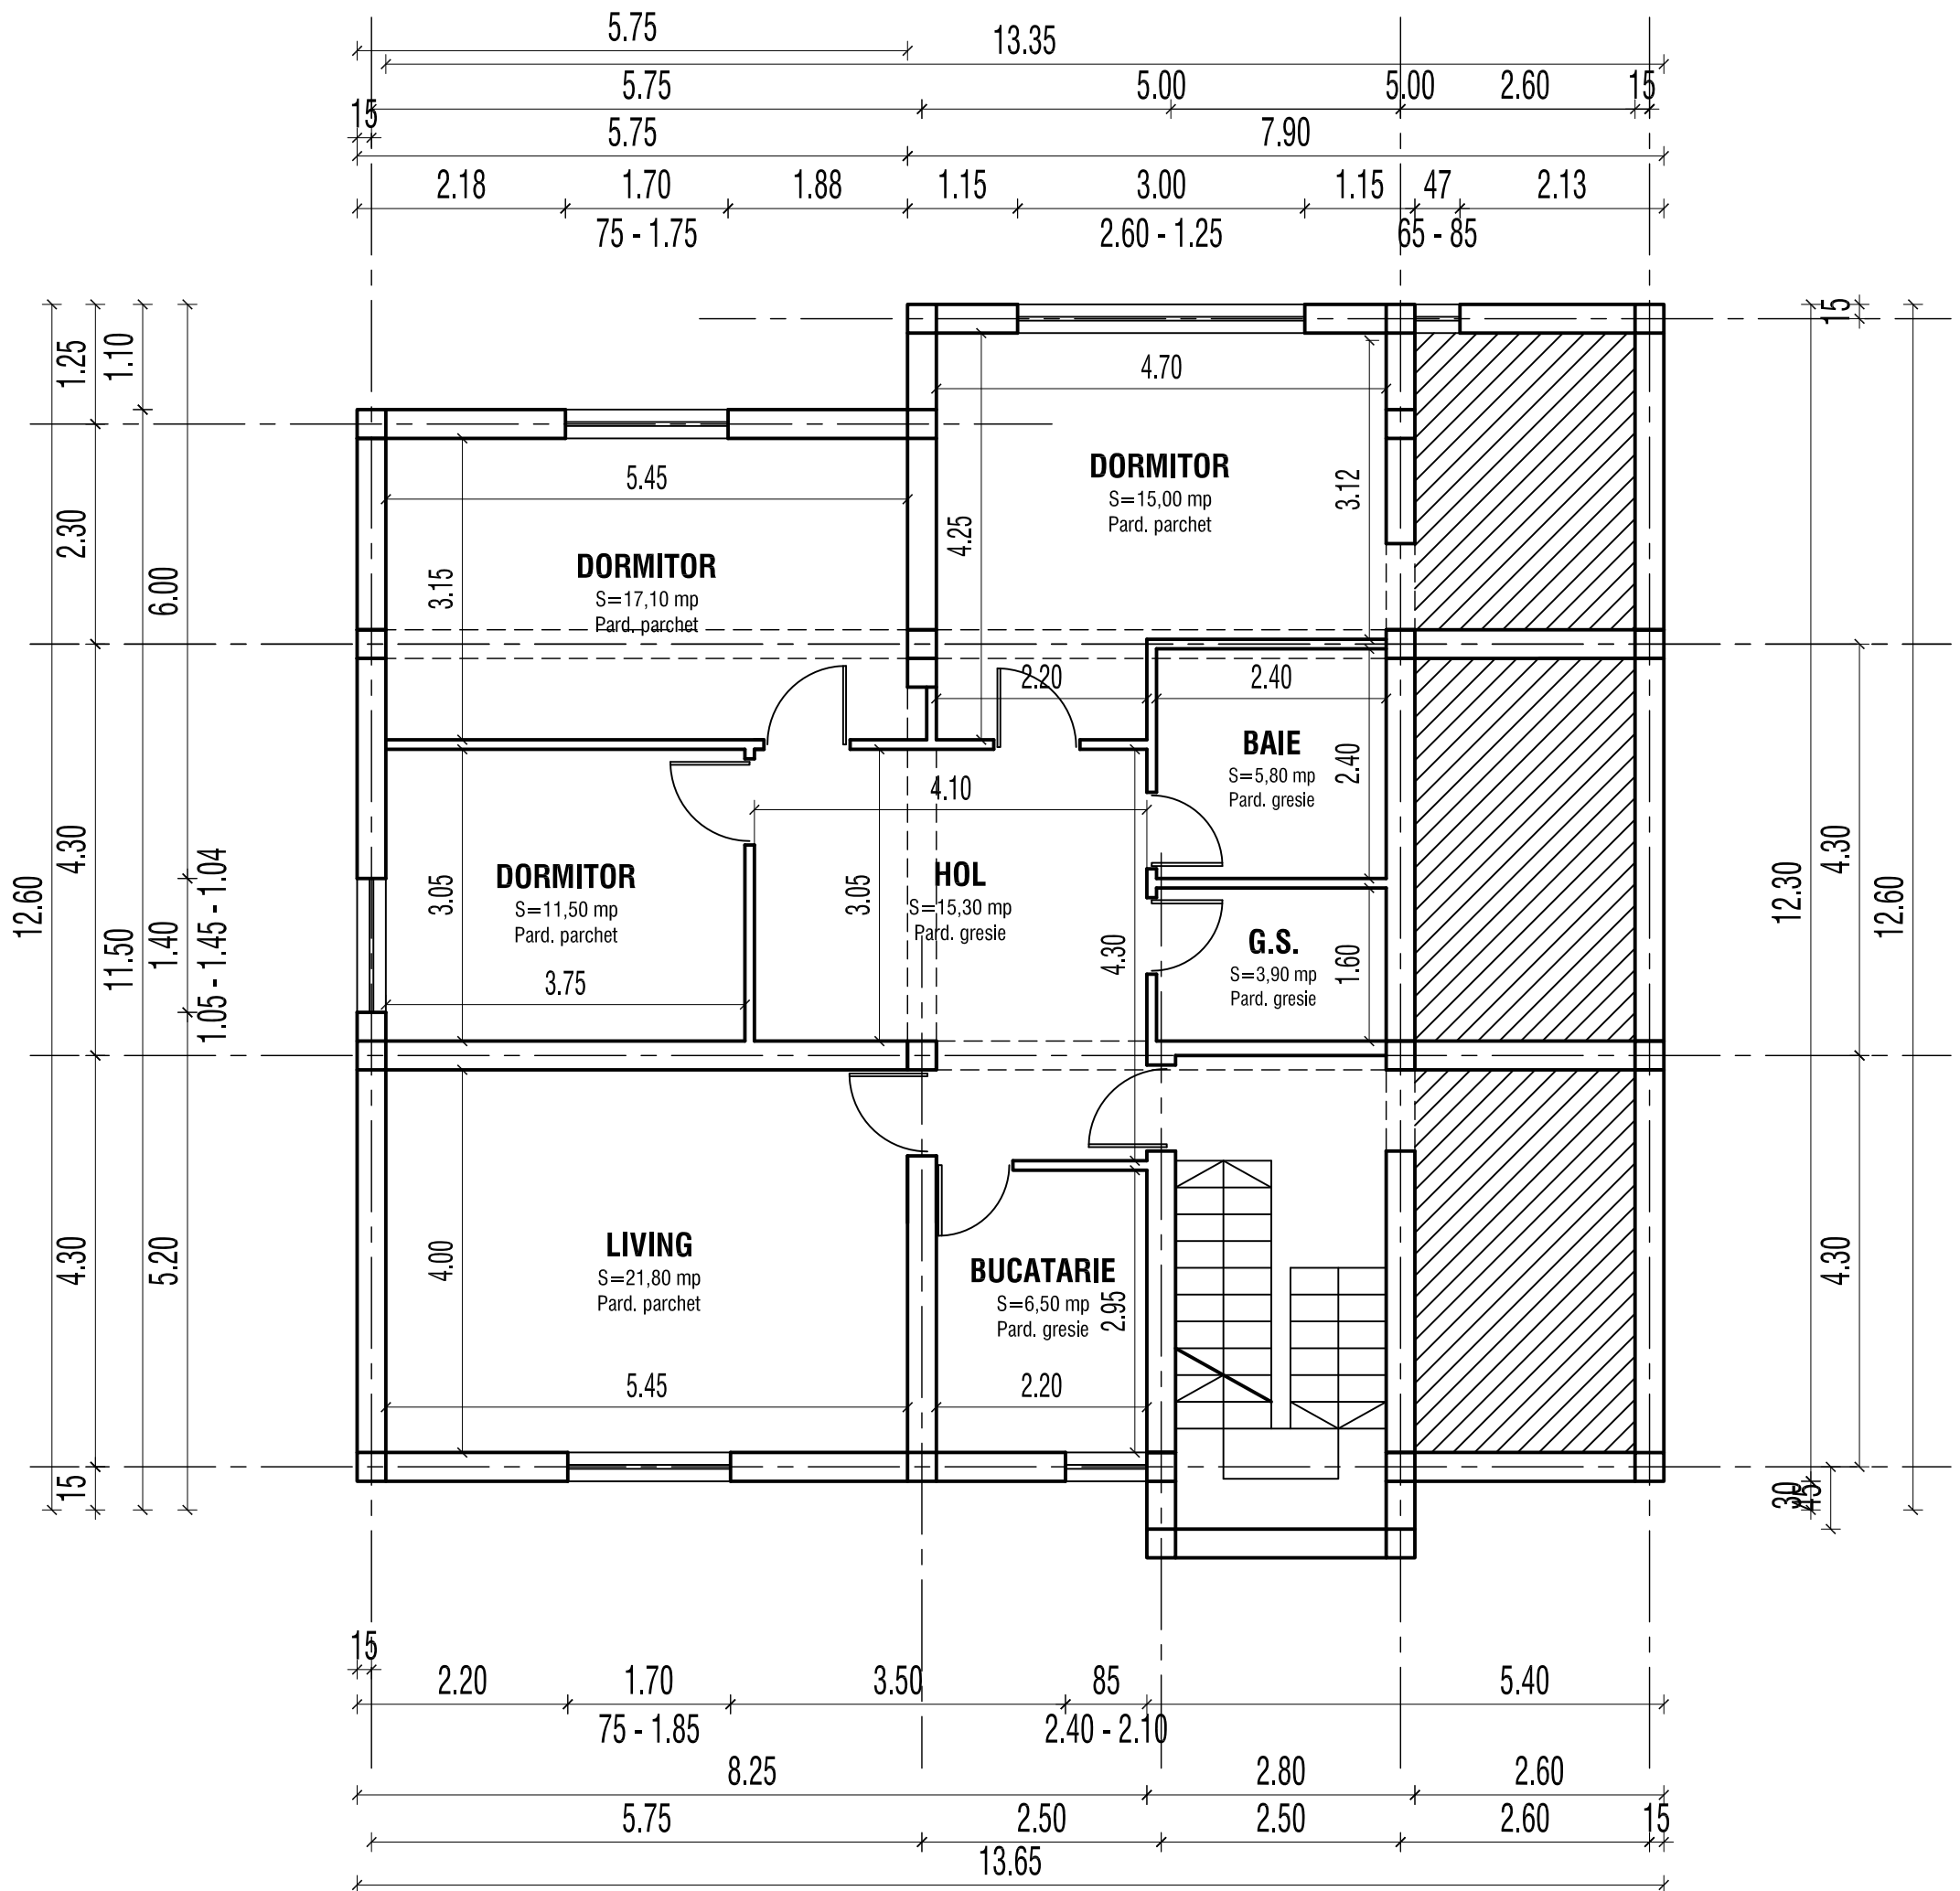 5.75
13.35
5.75 5.00 5.00 2.60 15
15
5.75 7.90
2.18 1.70 1.88 1.15 3.00 1.15 47 2.13
75 - 1.75 2.60 - 1.25 65 - 85
12.60
1.25
2.30
4.30
4.30
15
11.50
1.10
6.00
1.40
5.20
1.05 - 1.45 - 1.04
4.70
DORMITOR
S=15,00 mp
Pard. parchet
4.25
3.12
5.45
DORMITOR
S=17,10 mp
Pard. parchet
3.15
2.20
2.40
BAIE
S=5,80 mp
Pard. gresie
2.40
4.10
DORMITOR
S=11,50 mp
Pard. parchet
3.05
3.75
HOL
S=15,30 mp
Pard. gresie
3.05
4.30
G.S.
S=3,90 mp
Pard. gresie
1.60
LIVING
S=21,80 mp
Pard. parchet
4.00
5.45
BUCATARIE
S=6,50 mp
Pard. gresie
2.95
2.20
15
4.30
12.30
12.60
4.30
30
45
15
2.20 1.70 3.50 85 5.40
75 - 1.85 2.40 - 2.10
8.25 2.80 2.60
5.75 2.50 2.50 2.60 15
13.65